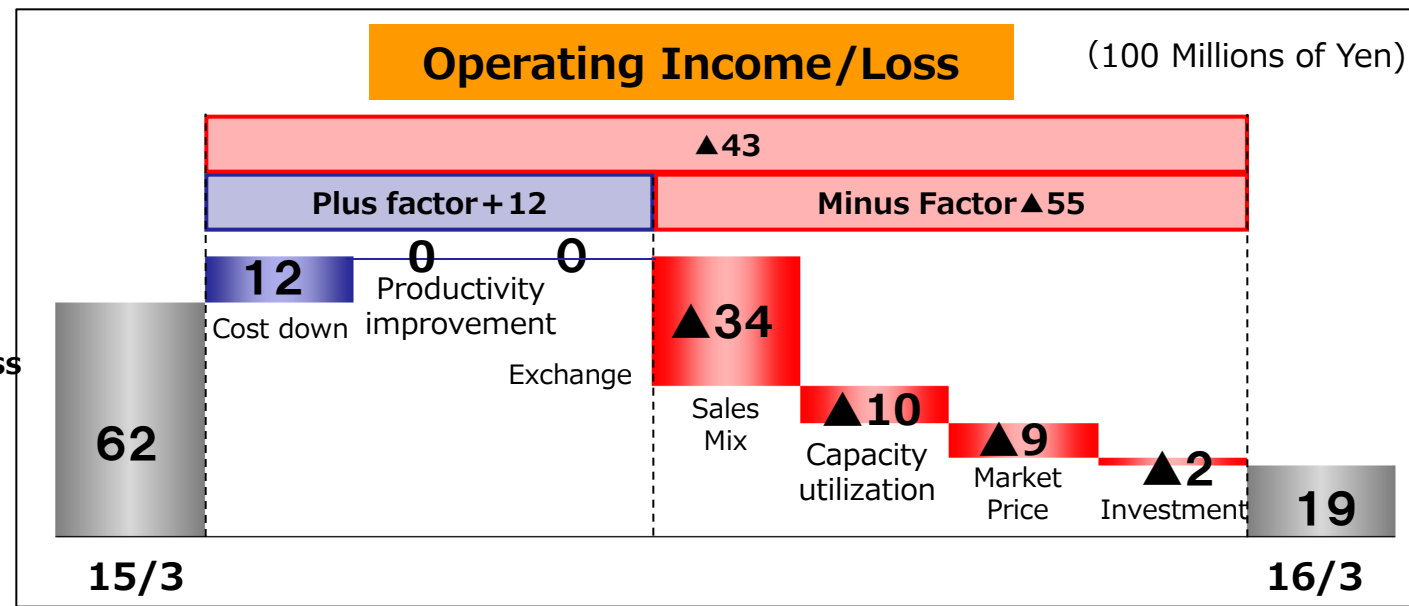 Operating Income/Loss
（100 Millions of Yen）
▲43
Plus factor＋12
Minus Factor▲55
12
0
0
Cost down
Productivity
improvement
Exchange
▲34
Sales
Mix
▲10
Capacity
utilization
▲9
Market
Price
▲2
Investment
ss
62
19
15/3
16/3